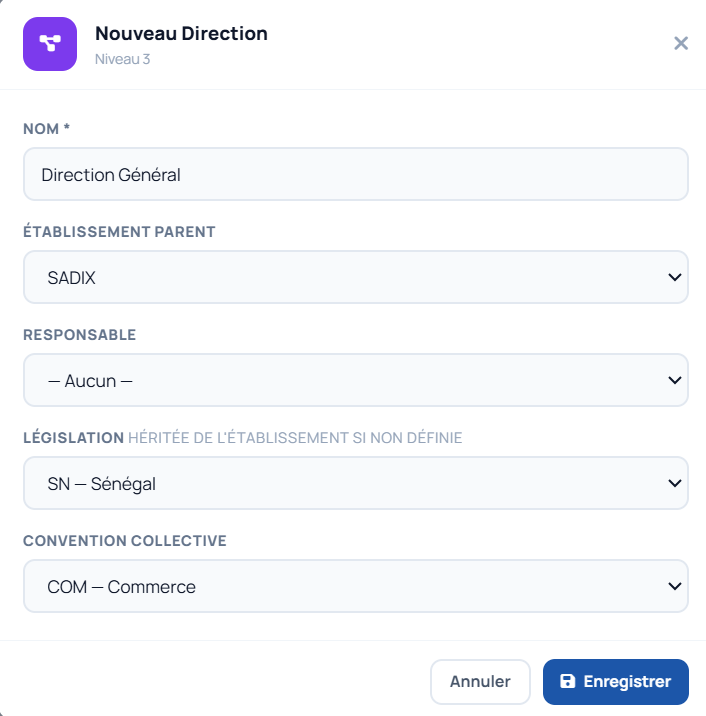 Nouveau Direction
Niveau 3
NOM *
Direction Général
ÉTABLISSEMENT PARENT
SADIX
RESPONSABLE
— Aucun —
LÉGISLATION HÉRITÉE DE L'ÉTABLISSEMENT SI NON DÉFINIE
SN — Sénégal
CONVENTION COLLECTIVE
COM — Commerce
Annuler
Enregistrer